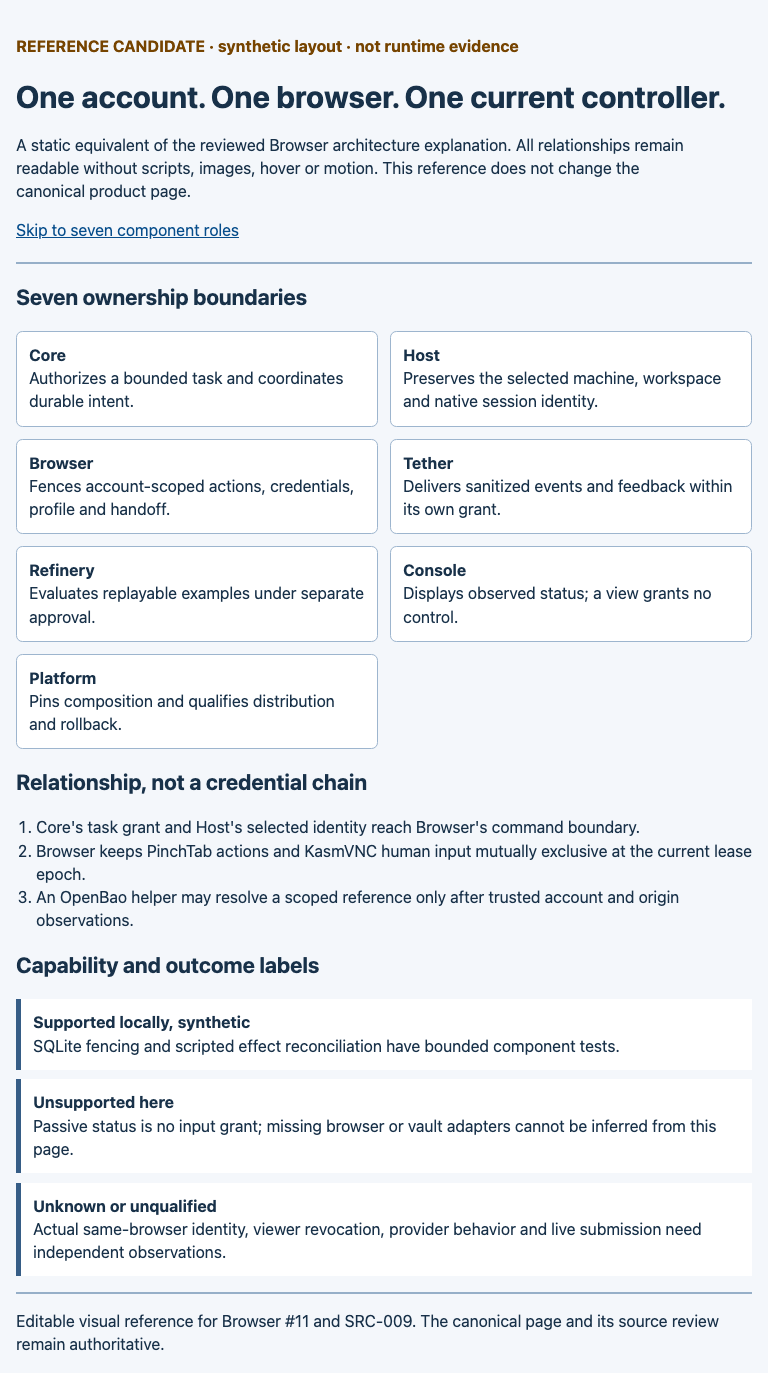 REFERENCE CANDIDATE · synthetic layout · not runtime evidence
One account. One browser. One current controller.
A static equivalent of the reviewed Browser architecture explanation. All relationships remain
readable without scripts, images, hover or motion. This reference does not change the
canonical product page.
Skip to seven component roles
Seven ownership boundaries
Core
Authorizes a bounded task and coordinates
durable intent.
Host
Preserves the selected machine, workspace
and native session identity.
Browser
Fences account-scoped actions, credentials,
profile and handoff.
Tether
Delivers sanitized events and feedback within
its own grant.
Refinery
Evaluates replayable examples under separate
approval.
Console
Displays observed status; a view grants no
control.
Platform
Pins composition and qualifies distribution
and rollback.
Relationship, not a credential chain
1. Core's task grant and Host's selected identity reach Browser's command boundary.
2. Browser keeps PinchTab actions and KasmVNC human input mutually exclusive at the current lease
epoch.
3. An OpenBao helper may resolve a scoped reference only after trusted account and origin
observations.
Capability and outcome labels
Supported locally, synthetic
SQLite fencing and scripted effect reconciliation have bounded component tests.
Unsupported here
Passive status is no input grant; missing browser or vault adapters cannot be inferred from this
page.
Unknown or unqualified
Actual same-browser identity, viewer revocation, provider behavior and live submission need
independent observations.
Editable visual reference for Browser #11 and SRC-009. The canonical page and its source review
remain authoritative.